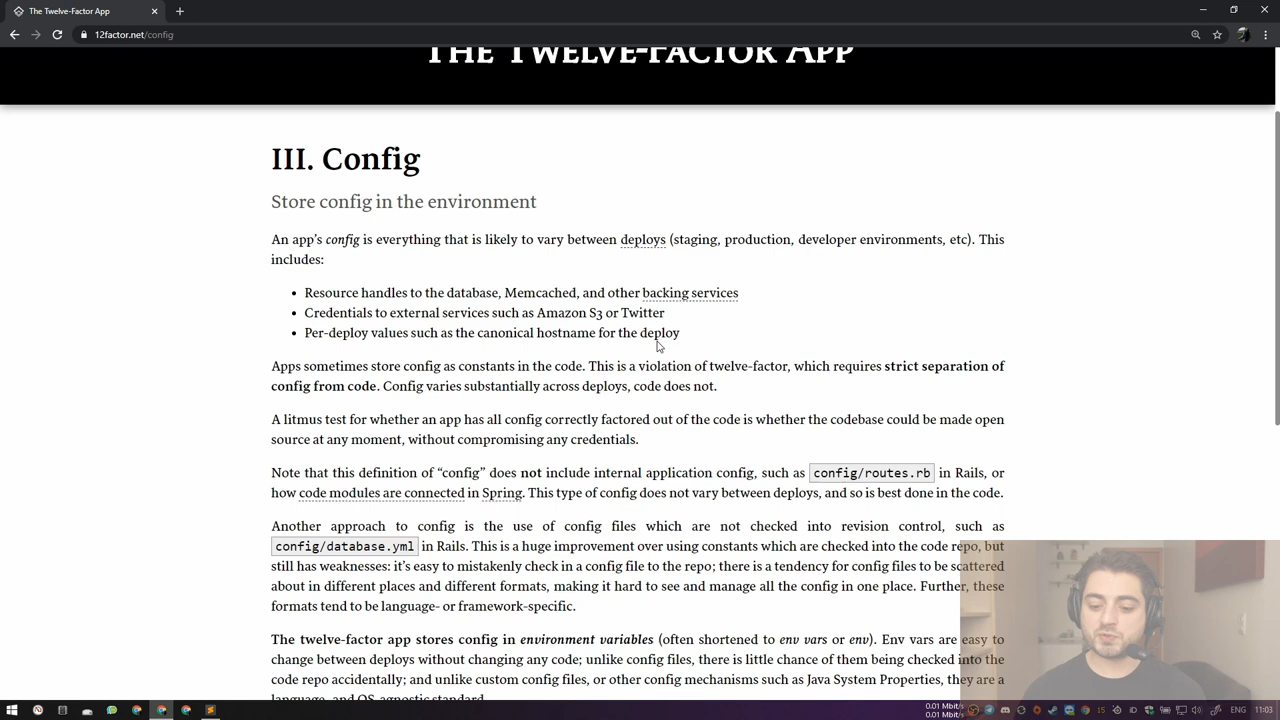 The Twelve-Factor App
12factor.net/config
THE TWELVE-FACTOR APP
III. Config
Store config in the environment
An app's config is everything that is likely to vary between deploys (staging, production, developer environments, etc). This
includes:
• Resource handles to the database, Memcached, and other backing services
• Credentials to external services such as Amazon S3 or Twitter
• Per-deploy values such as the canonical hostname for the deploy
Apps sometimes store config as constants in the code. This is a violation of twelve-factor, which requires strict separation of
config from code. Config varies substantially across deploys, code does not.
A litmus test for whether an app has all config correctly factored out of the code is whether the codebase could be made open
source at any moment, without compromising any credentials.
Note that this definition of “config” does not include internal application config, such as config/routes.rb in Rails, or
how code modules are connected in Spring. This type of config does not vary between deploys, and so is best done in the code.
Another approach to config is the use of config files which are not checked into revision control, such as
config/database.yml in Rails. This is a huge improvement over using constants which are checked into the code repo, but
still has weaknesses: it's easy to mistakenly check in a config file to the repo; there is a tendency for config files to be scattered
about in different places and different formats, making it hard to see and manage all the config in one place. Further, these
formats tend to be language- or framework-specific.
The twelve-factor app stores config in environment variables (often shortened to env vars or env). Env vars are easy to
change between deploys without changing any code; unlike config files, there is little chance of them being checked into the
code repo accidentally; and unlike custom config files, or other config mechanisms such as Java System Properties, they are a
language- and OS-agnostic standard.
0.01 Mbit/s
0.01 Mbit/s
15
ENG
11:03